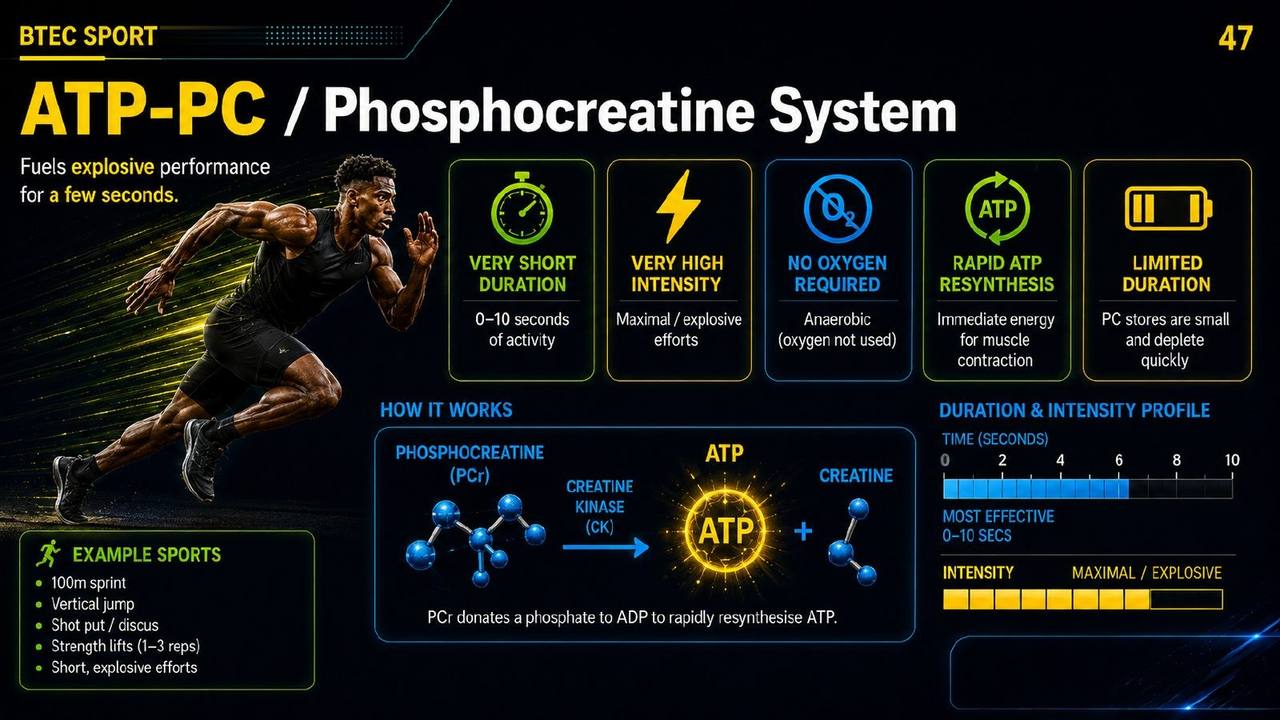 BTEC SPORT
47
ATP-PC / Phosphocreatine System
Fuels explosive performance
for a few seconds.
VERY SHORT
DURATION
0–10 seconds
of activity
VERY HIGH
INTENSITY
Maximal / explosive
efforts
O2
NO OXYGEN
REQUIRED
Anaerobic
(oxygen not used)
ATP
RAPID ATP
RESYNTHESIS
Immediate energy
for muscle
contraction
LIMITED
DURATION
PC stores are small
and deplete
quickly
HOW IT WORKS
PHOSPHOCREATINE
(PCr)
CREATINE
KINASE
(CK)
ATP
ATP
+
CREATINE
PCr donates a phosphate to ADP to rapidly resynthesise ATP.
DURATION & INTENSITY PROFILE
TIME (SECONDS)
0 2 4 6 8 10
MOST EFFECTIVE
0–10 SECS
INTENSITY MAXIMAL / EXPLOSIVE
EXAMPLE SPORTS
• 100m sprint
• Vertical jump
• Shot put / discus
• Strength lifts (1–3 reps)
• Short, explosive efforts